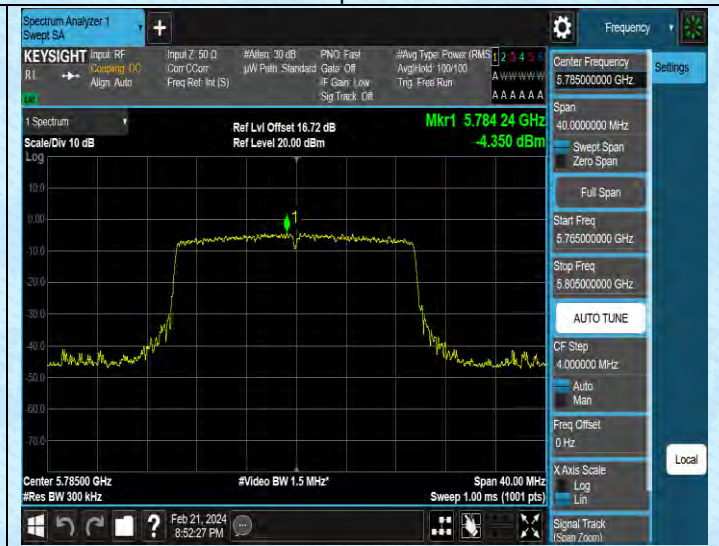 Spectrum Analyzer 1
Swept SA
+
Frequency
KEYSIGHT Input: RF
Coupling: DC
Align: Auto
RL
Input Z: 50 Ω
Corr CCorr
Freq Ref: Int (S)
#Atten: 30 dB
µW Path: Standard
PNO: Fast
Gate: Off
IF Gain: Low
Sig Track: Off
#Avg Type: Power (RMS
Avg|Hold: 100/100
Trig: Free Run
1 2 3 4 5 6
A W W W W W
A A A A A A
Center Frequency
5.785000000 GHz
Settings
1 Spectrum
Scale/Div 10 dB
Log
Ref Lvl Offset 16.72 dB
Ref Level 20.00 dBm
Mkr1 5.784 24 GHz
-4.350 dBm
Span
40.0000000 MHz
Swept Span
Zero Span
Full Span
Start Freq
5.765000000 GHz
Stop Freq
5.805000000 GHz
AUTO TUNE
CF Step
4.000000 MHz
Auto
Man
Freq Offset
0 Hz
X Axis Scale
Log
Lin
Signal Track
(Span Zoom)
Local
10.0
0.00
-10.0
-20.0
-30.0
-40.0
-50.0
-60.0
-70.0
1
Center 5.78500 GHz
#Res BW 300 kHz
#Video BW 1.5 MHz*
Span 40.00 MHz
Sweep 1.00 ms (1001 pts)
?
Feb 21, 2024
8:52:27 PM